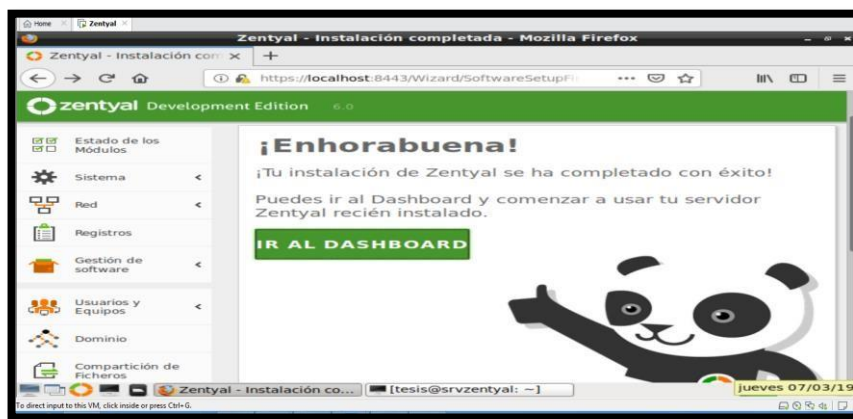 Home
Zentyal
Zentyal - Instalación completada - Mozilla Firefox
Zentyal - Instalación com
https://localhost:8443/Wizard/SoftwareSetupFi
zentyal Development Edition 6.0
Estado de los
Módulos
Sistema
Red
Registros
Gestión de
software
Usuarios y
Equipos
Dominio
Compartición de
Ficheros
¡Enhorabuena!
¡Tu instalación de Zentyal se ha completado con éxito!
Puedes ir al Dashboard y comenzar a usar tu servidor
Zentyal recién instalado.
IR AL DASHBOARD
Zentyal - Instalación co...
[tesis@srvzentyal: ~]
jueves 07/03/19
To direct input to this VM, click inside or press Ctrl+G.